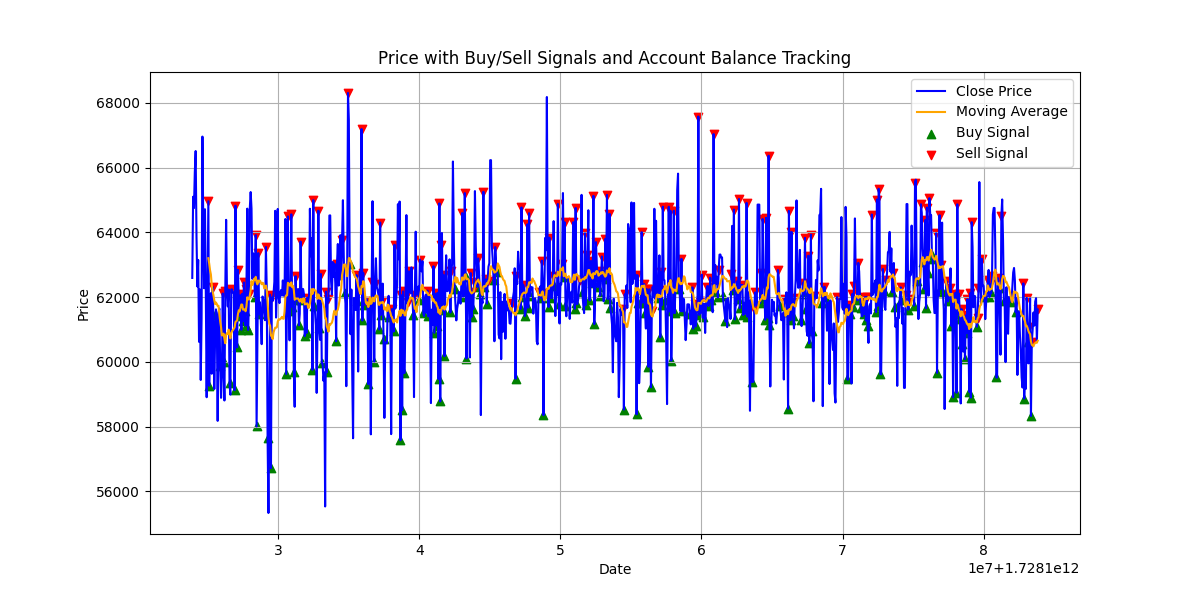 Price with Buy/Sell Signals and Account Balance Tracking
Close Price
Moving Average
Buy Signal
Sell Signal
68000
66000
64000
62000
60000
58000
56000
Price
3 4 5 6 7 8
1e7+1.7281e12
Date